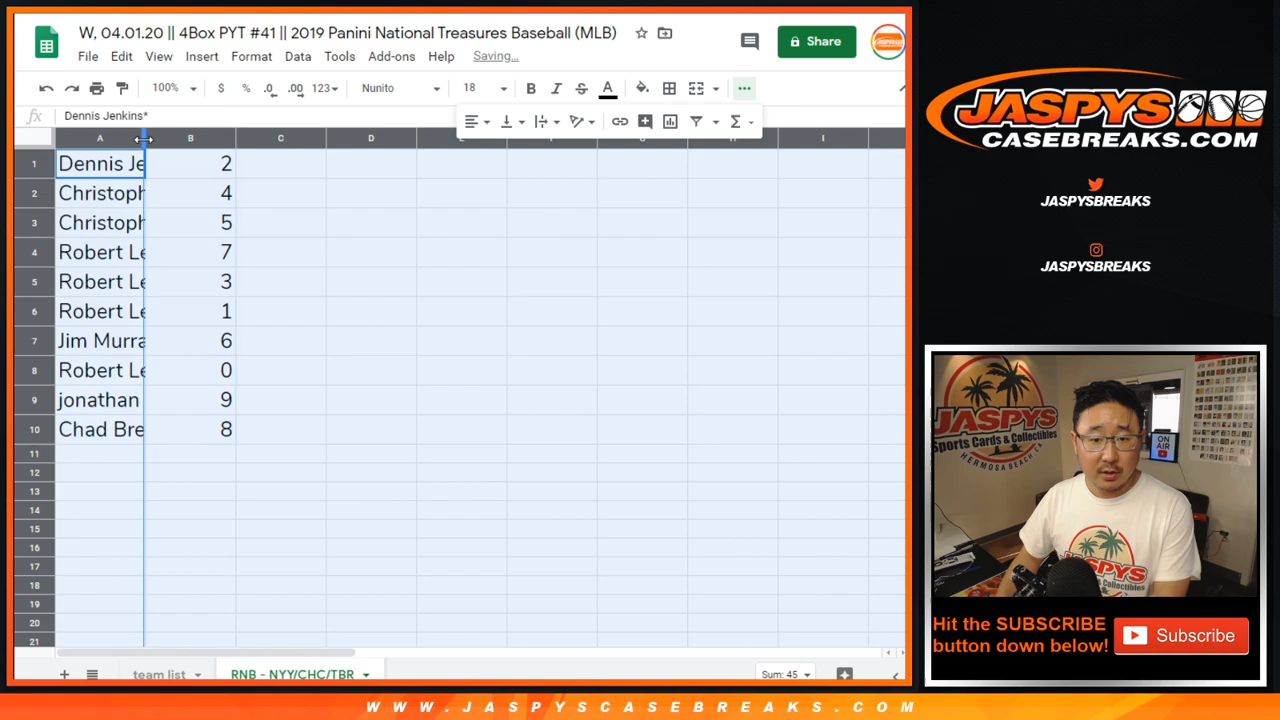 W, 04.01.20 || 4Box PYT #41 || 2019 Panini National Treasures Baseball (MLB)
File Edit View Insert Format Data Tools Add-ons Help Saving...
Share
100% $ % .0 .00 123 Nunito 18 B I S A
fx Dennis Jenkins*
A B C D I
1 Dennis Je 2
2 Christoph 4
3 Christoph 5
4 Robert Le 7
5 Robert Le 3
6 Robert Le 1
7 Jim Murra 6
8 Robert Le 0
9 jonathan 9
10 Chad Bre 8
11
12
13
14
15
16
17
18
19
20
21
team list RNB - NYY/CHC/TBR Sum: 45
JASPYS
CASEBREAKS.COM
JASPYSBREAKS
JASPYSBREAKS
JASPYS
Sports Cards & Collectibles
HERMOSA BEACH, CA
ON AIR
JASPYS
Hit the SUBSCRIBE
button down below!
Subscribe
WWW.JASPYSCASEBREAKS.COM